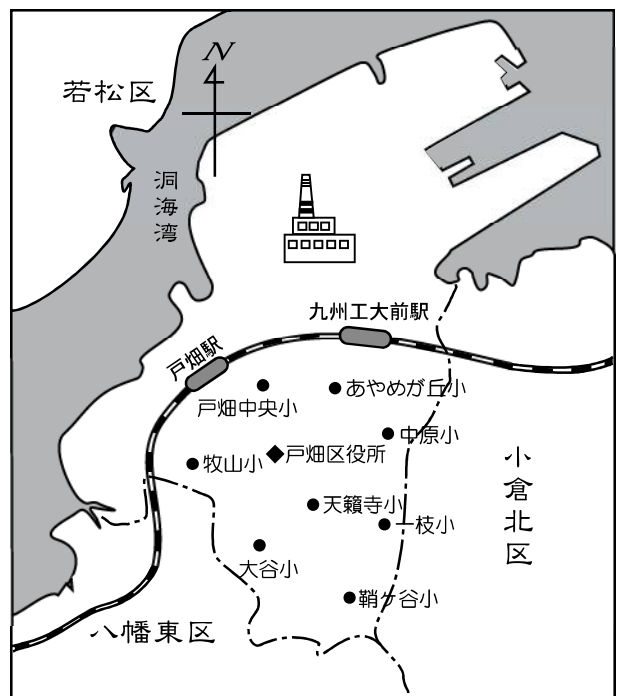 N
若松区
洞海湾
九州工大前駅
戸畑駅
戸畑中央小
あやめが丘小
中原小
牧山小
戸畑区役所
小倉北区
天籟寺小
一枝小
大谷小
鞘ヶ谷小
八幡東区